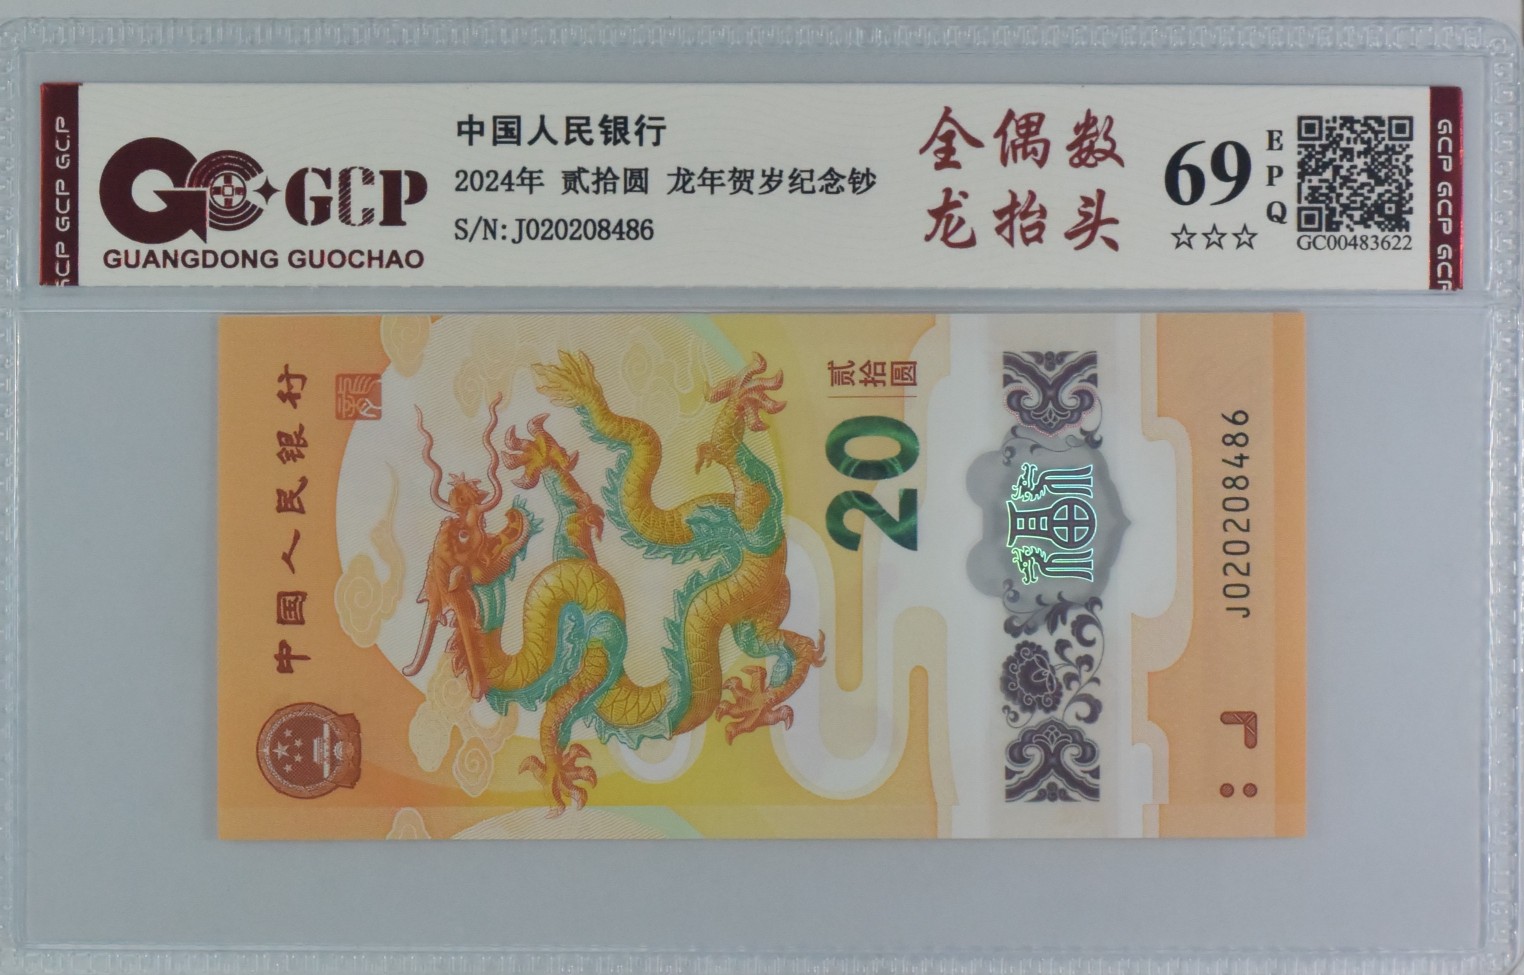 GCP GCP GCP
GCP
GUANGDONG GUOCHAO
中国人民银行
2024年 贰拾圆 龙年贺岁纪念钞
S/N:J020208486
全偶数
龙抬头
69
EPQ
☆☆☆
GC00483622
GCP GCP GCP
中国人民银行
贰拾圆
20
J020208486